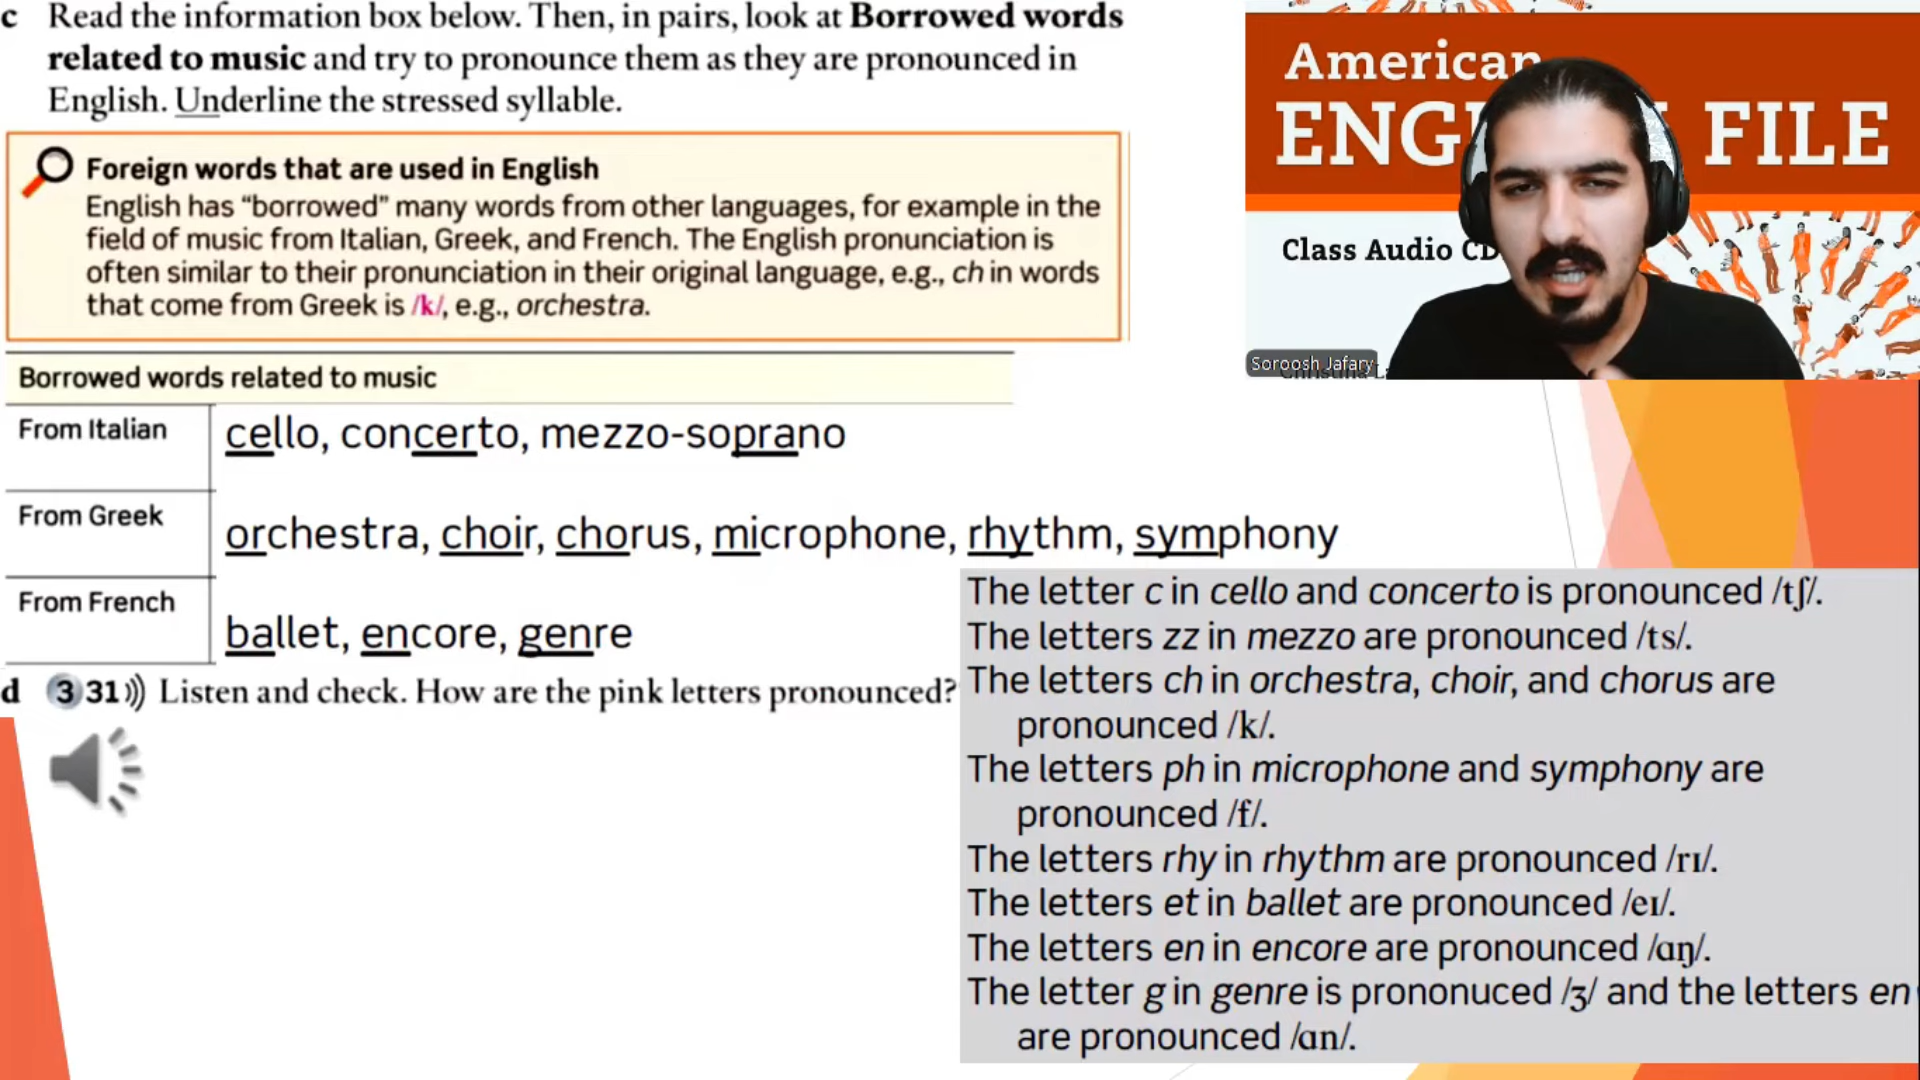 c Read the information box below. Then, in pairs, look at Borrowed words
related to music and try to pronounce them as they are pronounced in
English. Underline the stressed syllable.
Foreign words that are used in English
English has “borrowed” many words from other languages, for example in the
field of music from Italian, Greek, and French. The English pronunciation is
often similar to their pronunciation in their original language, e.g., ch in words
that come from Greek is /k/, e.g., orchestra.
Borrowed words related to music
From Italian
cello, concerto, mezzo-soprano
From Greek
orchestra, choir, chorus, microphone, rhythm, symphony
From French
ballet, encore, genre
d 3 31))) Listen and check. How are the pink letters pronounced?
The letter c in cello and concerto is pronounced /tʃ/.
The letters zz in mezzo are pronounced /ts/.
The letters ch in orchestra, choir, and chorus are
pronounced /k/.
The letters ph in microphone and symphony are
pronounced /f/.
The letters rhy in rhythm are pronounced /rɪ/.
The letters et in ballet are pronounced /eɪ/.
The letters en in encore are pronounced /ɑŋ/.
The letter g in genre is prononuced /ʒ/ and the letters en
are pronounced /ɑn/.
American
FILE
Class Audio
Soroosh Jafary